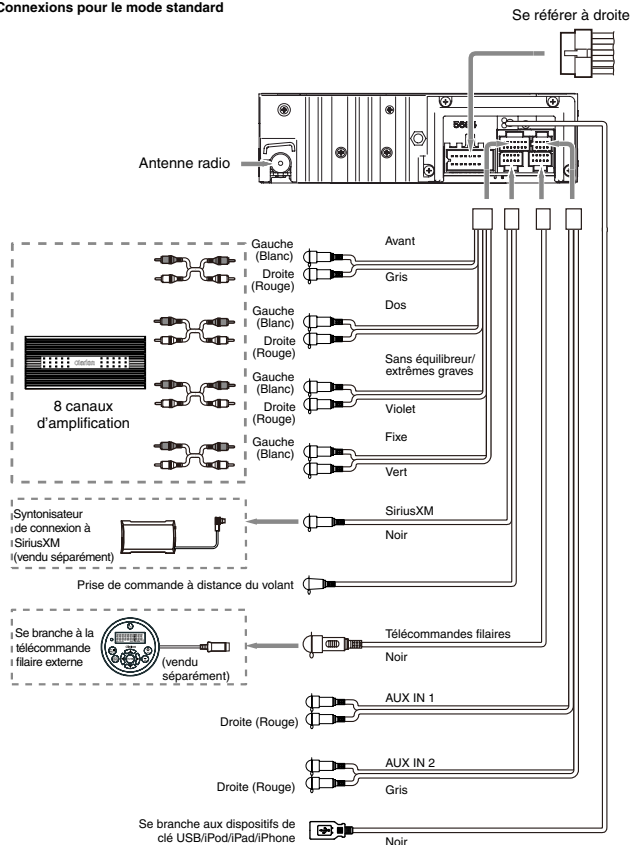 Connexions pour le mode standard
Se référer à droite
Antenne radio
Gauche
(Blanc)
Avant
Droite
(Rouge)
Gris
Gauche
(Blanc)
Dos
Droite
(Rouge)
Sans équilibreur/
extrêmes graves
Gauche
(Blanc)
Droite
(Rouge)
Violet
Gauche
(Blanc)
Fixe
Vert
clarion
8 canaux
d'amplification
Syntonisateur
de connexion à
SiriusXM
(vendu séparément)
SiriusXM
Noir
Prise de commande à distance du volant
Se branche à la
télécommande
filaire externe
(vendu
séparément)
Télécommandes filaires
Noir
AUX IN 1
Droite (Rouge)
AUX IN 2
Droite (Rouge)
Gris
Se branche aux dispositifs de
clé USB/iPod/iPad/iPhone
Noir